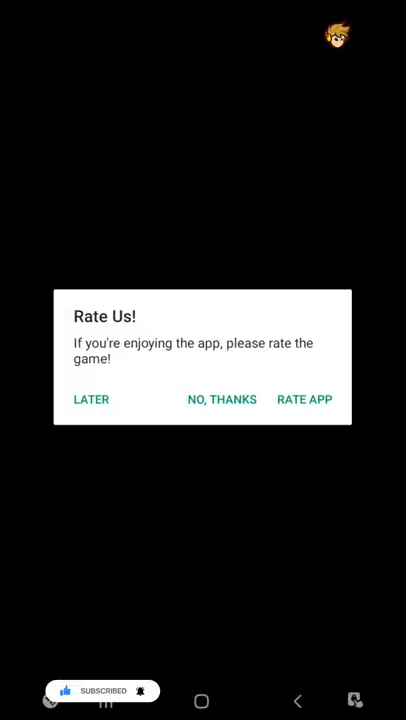 Rate Us!
If you're enjoying the app, please rate the
game!
LATER NO, THANKS RATE APP
SUBSCRIBED